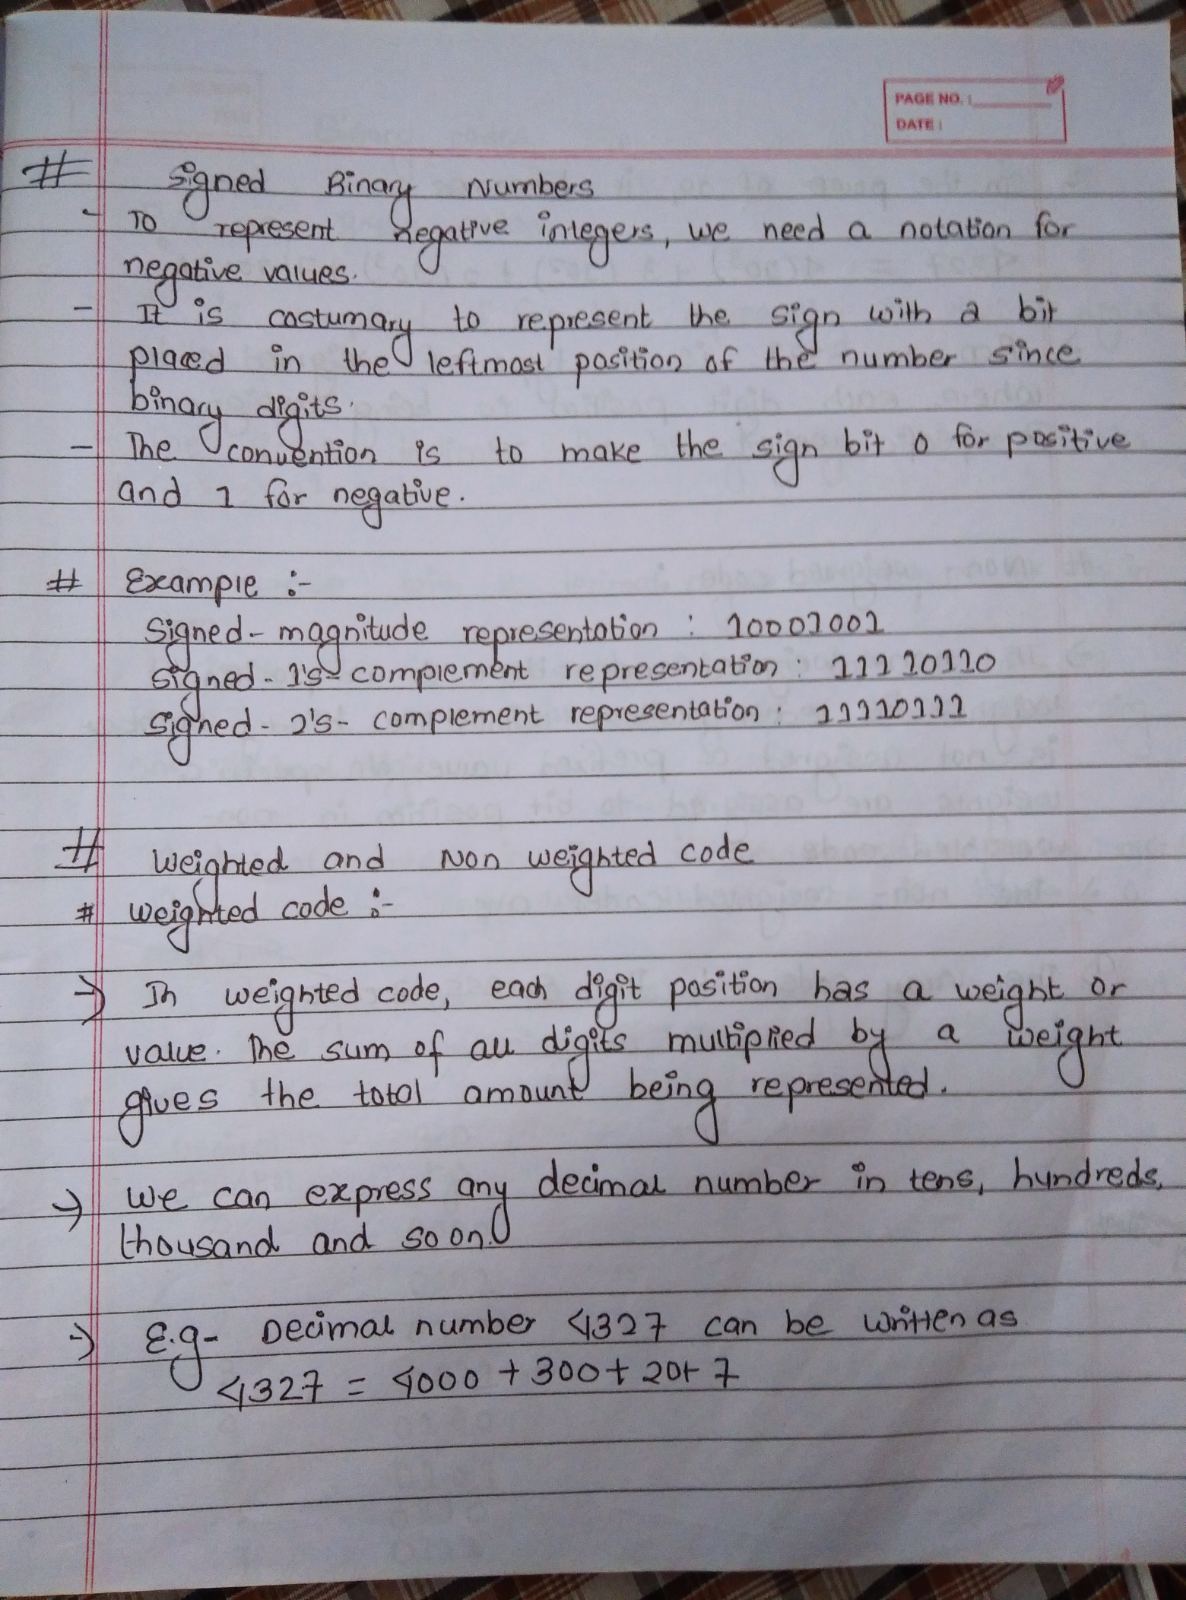 PAGE NO. :
DATE :
# Signed Binary Numbers
- To represent negative integers, we need a notation for
negative values.
- It is costumary to represent the sign with a bit
placed in the leftmost position of the number since
binary digits.
- The convention is to make the sign bit 0 for positive
and 1 for negative.
# Example :-
Signed - magnitude representation : 10001001
Signed - 1's - complement representation : 11110110
Signed - 2's - complement representation : 11110111
# Weighted and Non weighted code
# Weighted code :-
→ In weighted code, each digit position has a weight or
value. The sum of all digits multiplied by a weight
gives the total amount being represented.
→ We can express any decimal number in tens, hundreds,
thousand and so on.
→ E.g - Decimal number 4327 can be written as
4327 = 4000 + 300 + 20 + 7